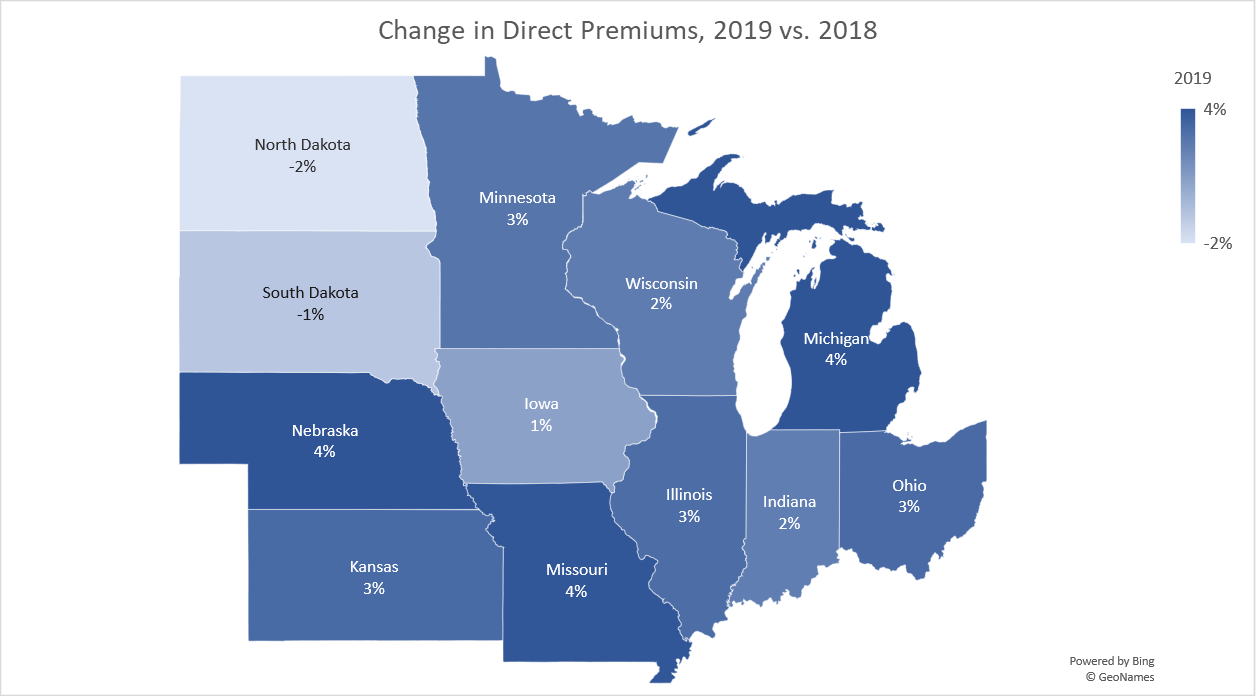 Change in Direct Premiums, 2019 vs. 2018
2019
4%
-2%
North Dakota
-2%
Minnesota
3%
South Dakota
-1%
Wisconsin
2%
Michigan
4%
Nebraska
4%
Iowa
1%
Illinois
3%
Indiana
2%
Ohio
3%
Kansas
3%
Missouri
4%
Powered by Bing
© GeoNames